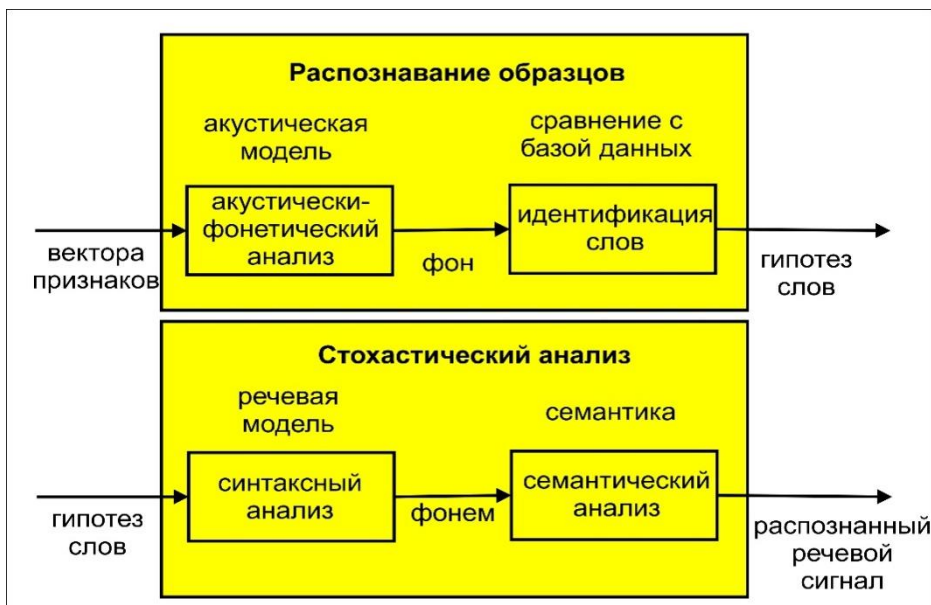 Распознавание образцов
акустическая
модель
сравнение с
базой данных
акустически-
фонетический
анализ
идентификация
слов
вектора
признаков
фон
гипотез
слов
Стохастический анализ
речевая
модель
семантика
синтаксный
анализ
семантический
анализ
гипотез
слов
фонем
распознанный
речевой
сигнал